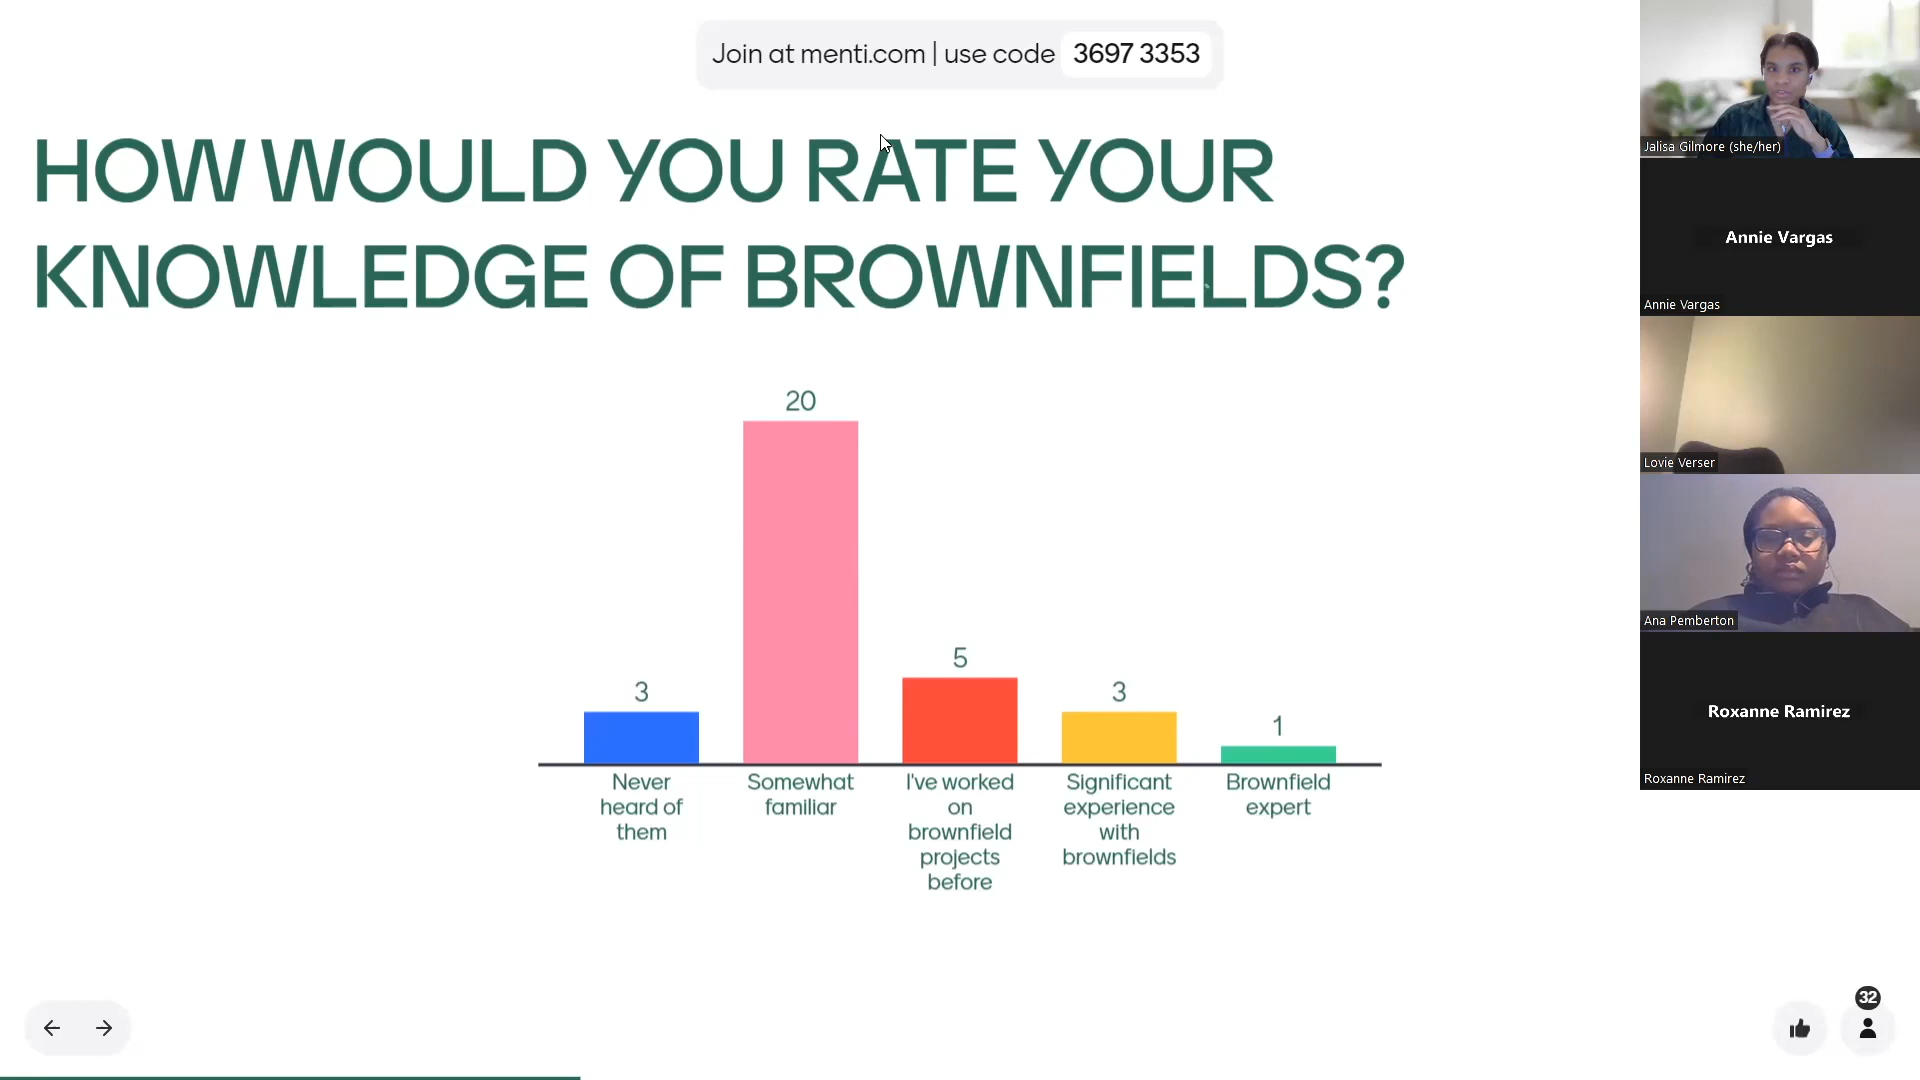 Join at menti.com | use code 3697 3353
HOW WOULD YOU RATE YOUR
KNOWLEDGE OF BROWNFIELDS?
20
5
3
3
1
Never
heard of
them
Somewhat
familiar
I've worked
on
brownfield
projects
before
Significant
experience
with
brownfields
Brownfield
expert
32
Jalisa Gilmore (she/her)
Annie Vargas
Annie Vargas
Lovie Verser
Ana Pemberton
Roxanne Ramirez
Roxanne Ramirez